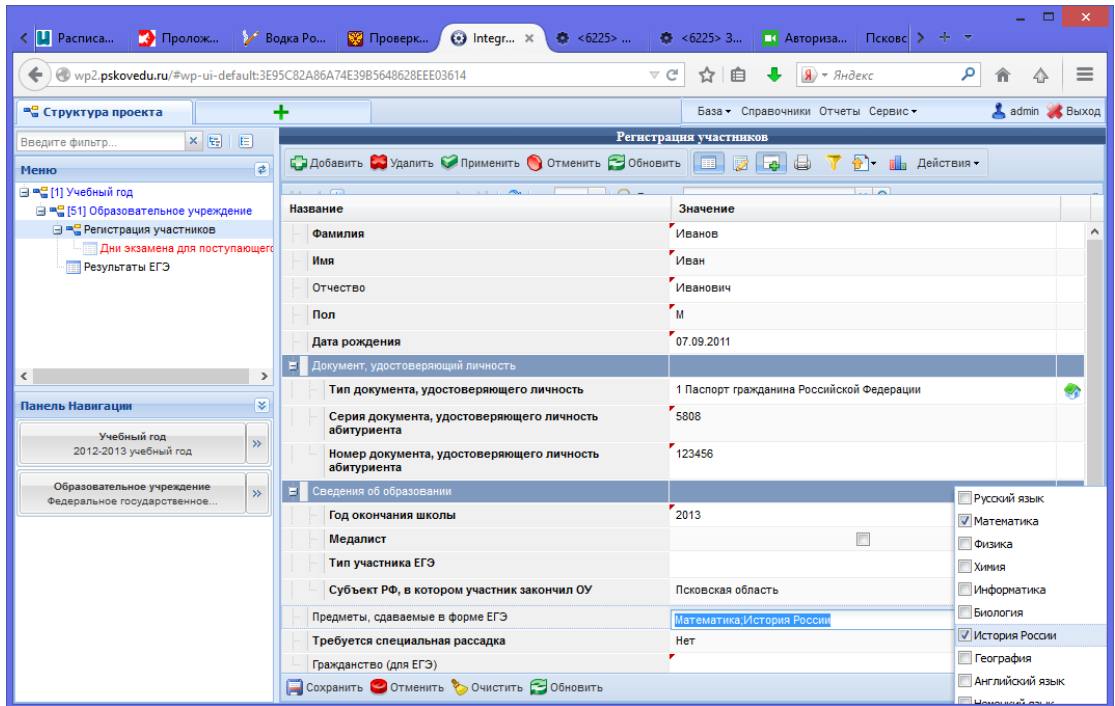 Расписа...
Пролож...
Водка Ро...
Проверк...
Integr...
<6225> ...
<6225> З...
Авториза...
Псковс
wp2.pskovedu.ru/#wp-ui-default:3E95C82A86A74E39B5648628EEE03614
Яндекс
Структура проекта
База Справочники Отчеты Сервис
admin Выход
Введите фильтр...
Регистрация участников
Добавить Удалить Применить Отменить Обновить
Действия
Меню
[1] Учебный год
[51] Образовательное учреждение
Регистрация участников
Дни экзамена для поступающего
Результаты ЕГЭ
Панель Навигации
Учебный год
2012-2013 учебный год
Образовательное учреждение
Федеральное государственное...
Название Значение
Фамилия Иванов
Имя Иван
Отчество Иванович
Пол М
Дата рождения 07.09.2011
Документ, удостоверяющий личность
Тип документа, удостоверяющего личность 1 Паспорт гражданина Российской Федерации
Серия документа, удостоверяющего личность 5808
абитуриента
Номер документа, удостоверяющего личность 123456
абитуриента
Сведения об образовании
Год окончания школы 2013
Медалист
Тип участника ЕГЭ
Субъект РФ, в котором участник закончил ОУ Псковская область
Предметы, сдаваемые в форме ЕГЭ Математика;История России
Требуется специальная рассадка Нет
Гражданство (для ЕГЭ)
Сохранить Отменить Очистить Обновить
Русский язык
Математика
Физика
Химия
Информатика
Биология
История России
География
Английский язык
Немецкий язык